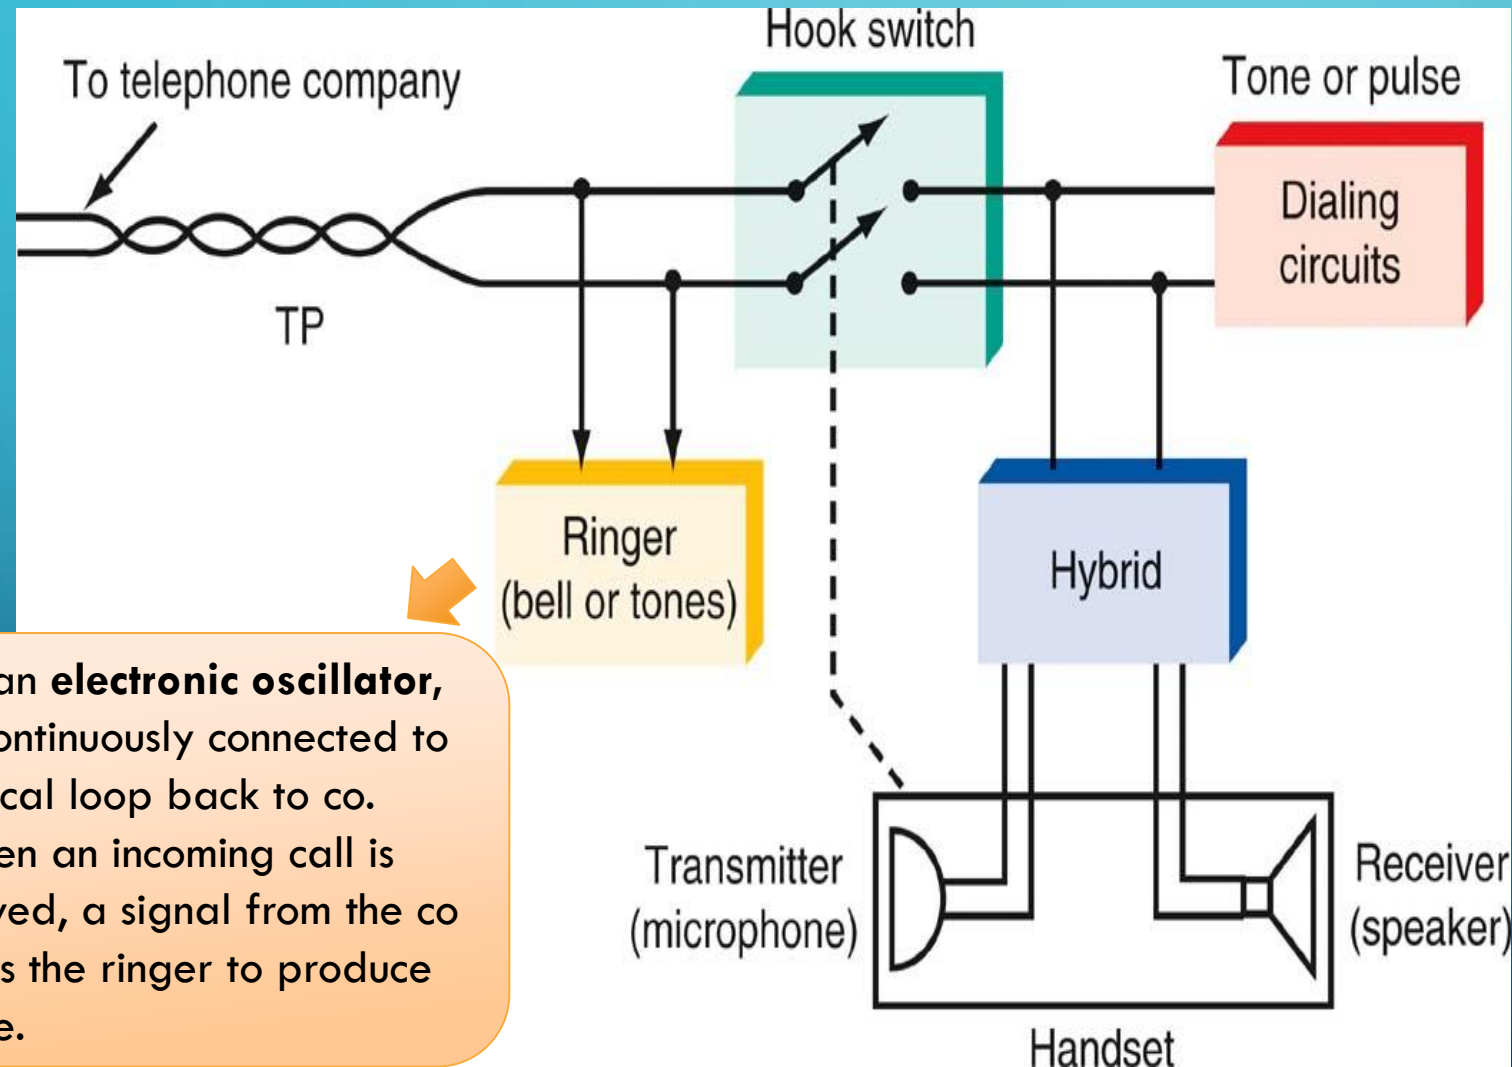 Hook switch
To telephone company
Tone or pulse
Dialing
circuits
TP
Ringer
(bell or tones)
Hybrid
an electronic oscillator,
ontinuously connected to
cal loop back to co.
en an incoming call is
ved, a signal from the co
s the ringer to produce
e.
Transmitter
(microphone)
Receiver
(speaker)
Handset